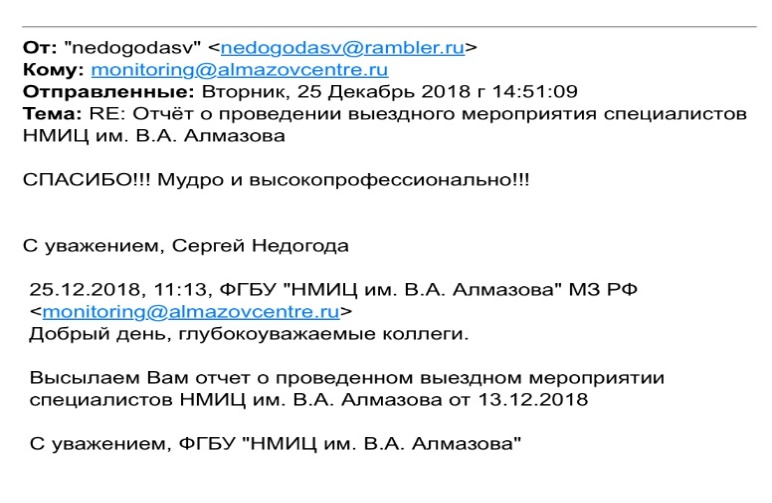 От: "nedogodasv" <nedogodasv@rambler.ru>
Кому: monitoring@almazovcentre.ru
Отправленные: Вторник, 25 Декабрь 2018 г 14:51:09
Тема: RE: Отчёт о проведении выездного мероприятия специалистов
НМИЦ им. В.А. Алмазова
СПАСИБО!!! Мудро и высокопрофессионально!!!
С уважением, Сергей Недогода
25.12.2018, 11:13, ФГБУ "НМИЦ им. В.А. Алмазова" МЗ РФ
<monitoring@almazovcentre.ru>
Добрый день, глубокоуважаемые коллеги.
Высылаем Вам отчет о проведенном выездном мероприятии
специалистов НМИЦ им. В.А. Алмазова от 13.12.2018
С уважением, ФГБУ "НМИЦ им. В.А. Алмазова"